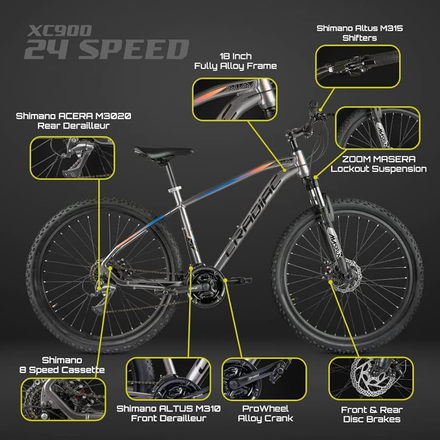 XC900
24 SPEED
18 Inch
Fully Alloy Frame
Shimano Altus M315
Shifters
Shimano ACERA M3020
Rear Derailleur
ZOOM MASERA
Lockout Suspension
CRADIAC
Shimano
8 Speed Cassette
Shimano ALTUS M310
Front Derailleur
ProWheel
Alloy Crank
Front & Rear
Disc Brakes